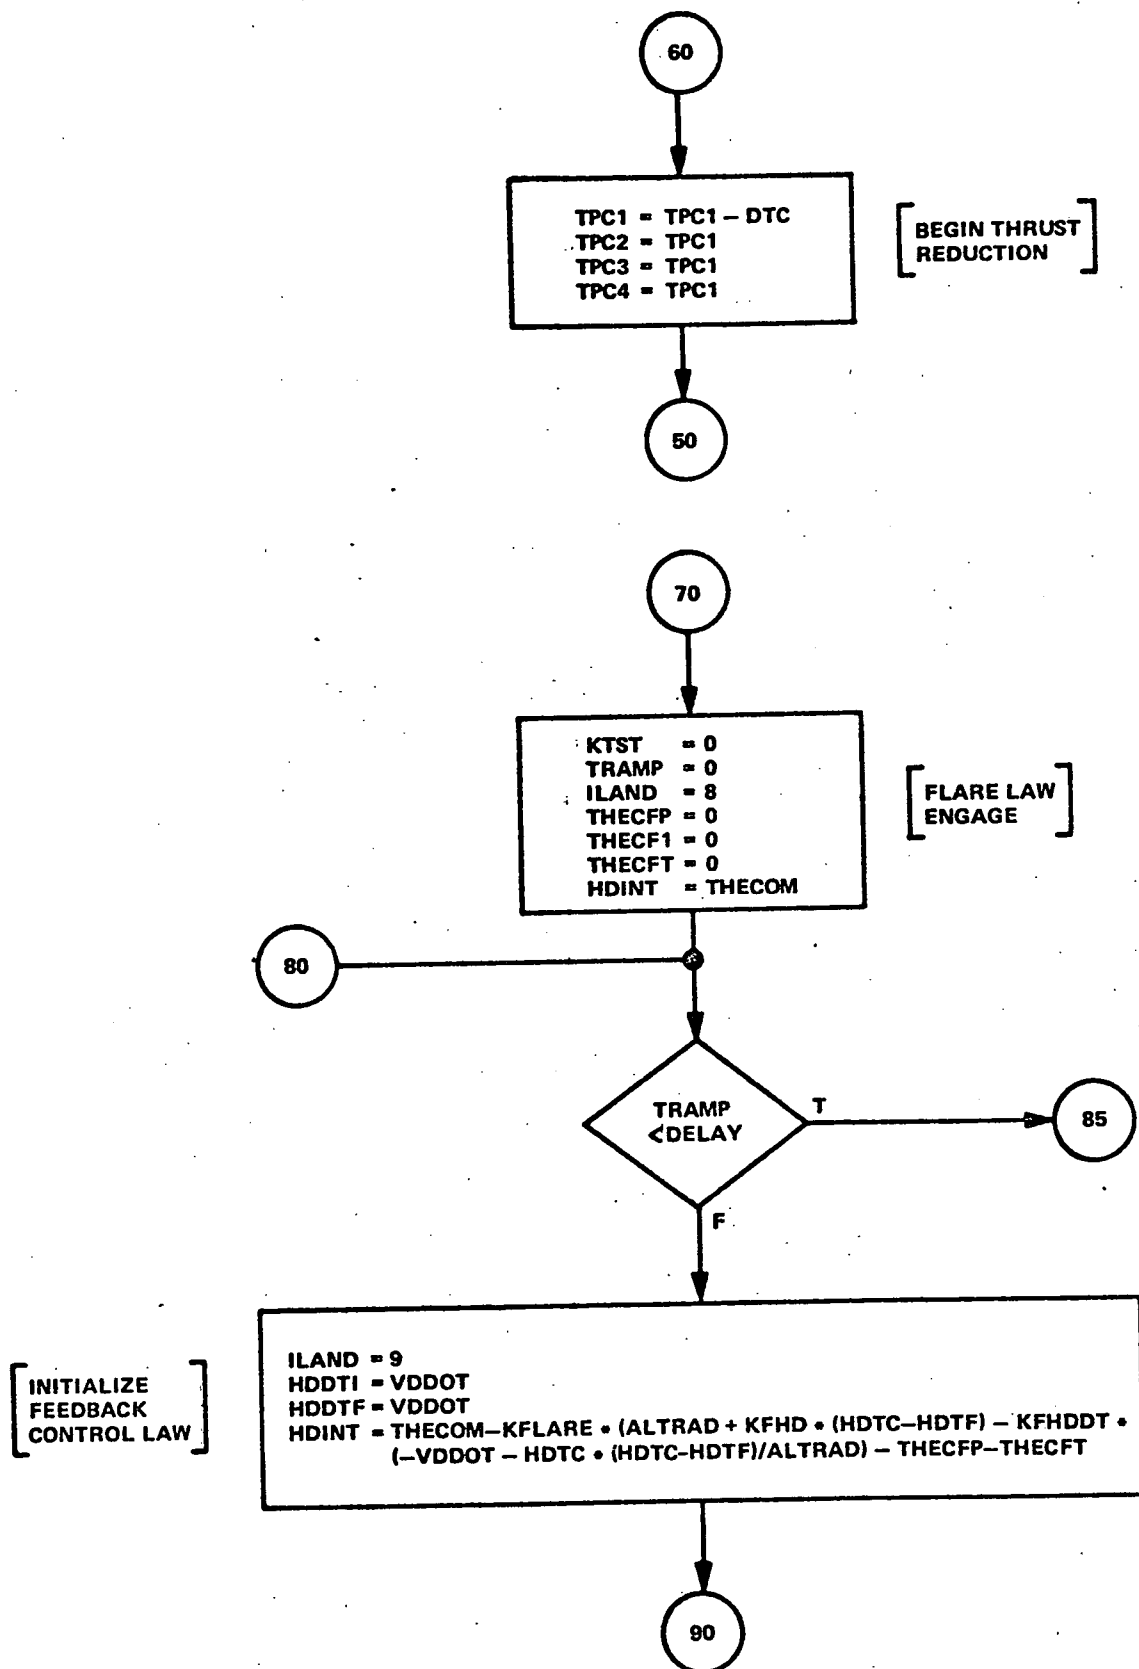 60
TPC1 = TPC1 – DTC
TPC2 = TPC1
TPC3 = TPC1
TPC4 = TPC1
BEGIN THRUST
REDUCTION
50
70
KTST = 0
TRAMP = 0
ILAND = 8
THECFP = 0
THECF1 = 0
THECFT = 0
HDINT = THECOM
FLARE LAW
ENGAGE
80
TRAMP
<DELAY
T
85
F
INITIALIZE
FEEDBACK
CONTROL LAW
ILAND = 9
HDDTI = VDDOT
HDDTF = VDDOT
HDINT = THECOM–KFLARE * (ALTRAD + KFHD * (HDTC–HDTF) – KFHDDT *
(–VDDOT – HDTC * (HDTC-HDTF)/ALTRAD) – THECFP–THECFT
90